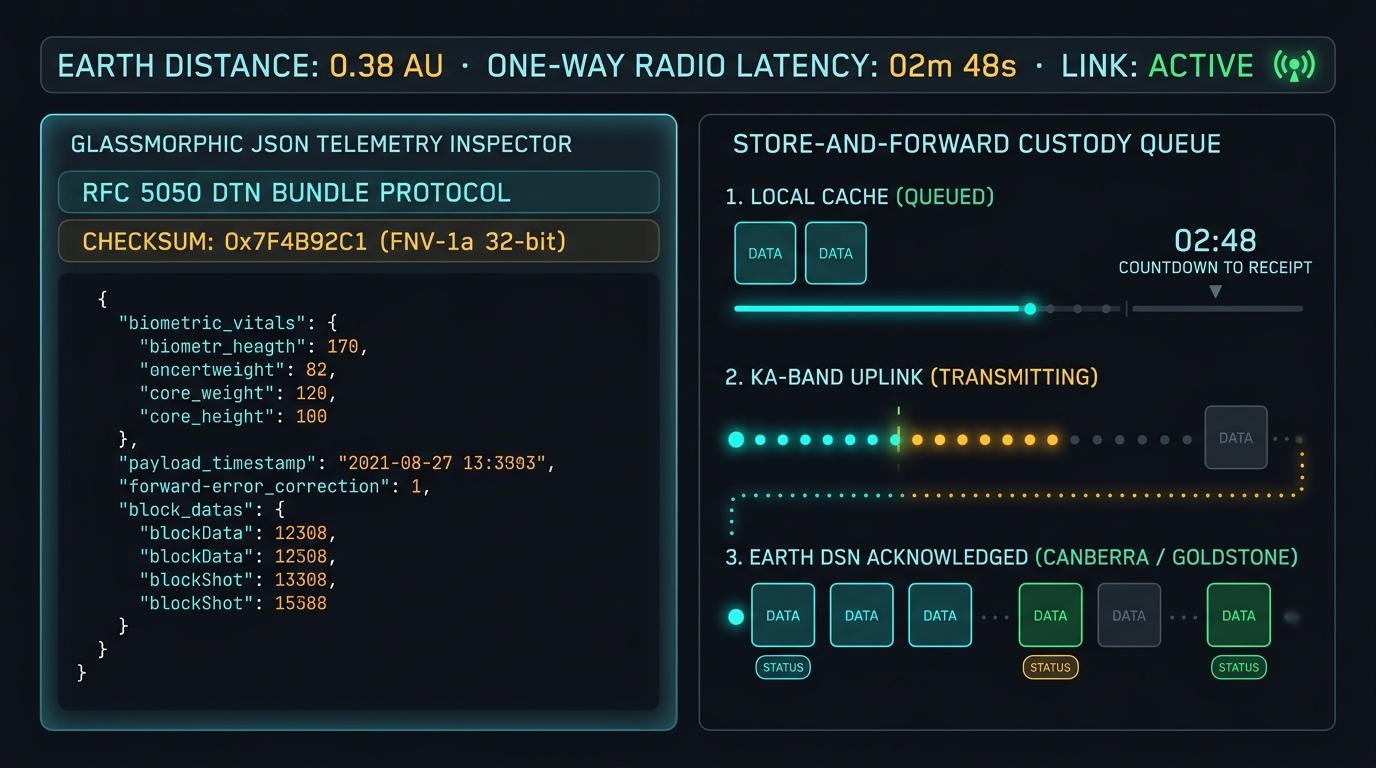 EARTH DISTANCE: 0.38 AU · ONE-WAY RADIO LATENCY: 02m 48s · LINK: ACTIVE
GLASSMORPHIC JSON TELEMETRY INSPECTOR
RFC 5050 DTN BUNDLE PROTOCOL
CHECKSUM: 0x7F4B92C1 (FNV-1a 32-bit)
{
"biometric_vitals": {
"biometr_heagth": 170,
"oncertweight": 82,
"core_weight": 120,
"core_height": 100
},
"payload_timestamp": "2021-08-27
"forward-error_correction": 1,
"block_datas": {
"blockData": 12308,
"blockData": 12508,
"blockShot": 13308,
"blockShot": 15388
}
}
}
STORE-AND-FORWARD CUSTODY QUEUE
1. LOCAL CACHE (QUEUED)
DATA DATA
02:48
COUNTDOWN TO RECEIPT
2. KA-BAND UPLINK (TRANSMITTING)
DATA
3. EARTH DSN ACKNOWLEDGED (CANBERRA / GOLDSTONE)
DATA DATA DATA DATA DATA DATA
STATUS STATUS STATUS